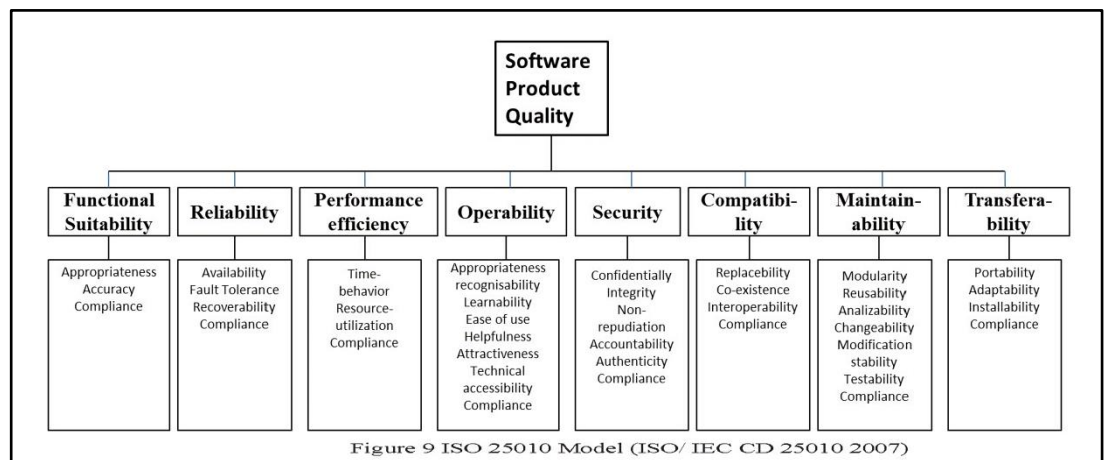 Software
Product
Quality
Functional
Suitability
Reliability
Performance
efficiency
Operability
Security
Compatibi-
lity
Maintain-
ability
Transfera-
bility
Appropriateness
Accuracy
Compliance
Availability
Fault Tolerance
Recoverability
Compliance
Time-
behavior
Resource-
utilization
Compliance
Appropriateness
recognisability
Learnability
Ease of use
Helpfulness
Attractiveness
Technical
accessibility
Compliance
Confidentially
Integrity
Non-
repudiation
Accountability
Authenticity
Compliance
Replacebility
Co-existence
Interoperability
Compliance
Modularity
Reusability
Analizability
Changeability
Modification
stability
Testability
Compliance
Portability
Adaptability
Installability
Compliance
Figure 9 ISO 25010 Model (ISO/ IEC CD 25010 2007)